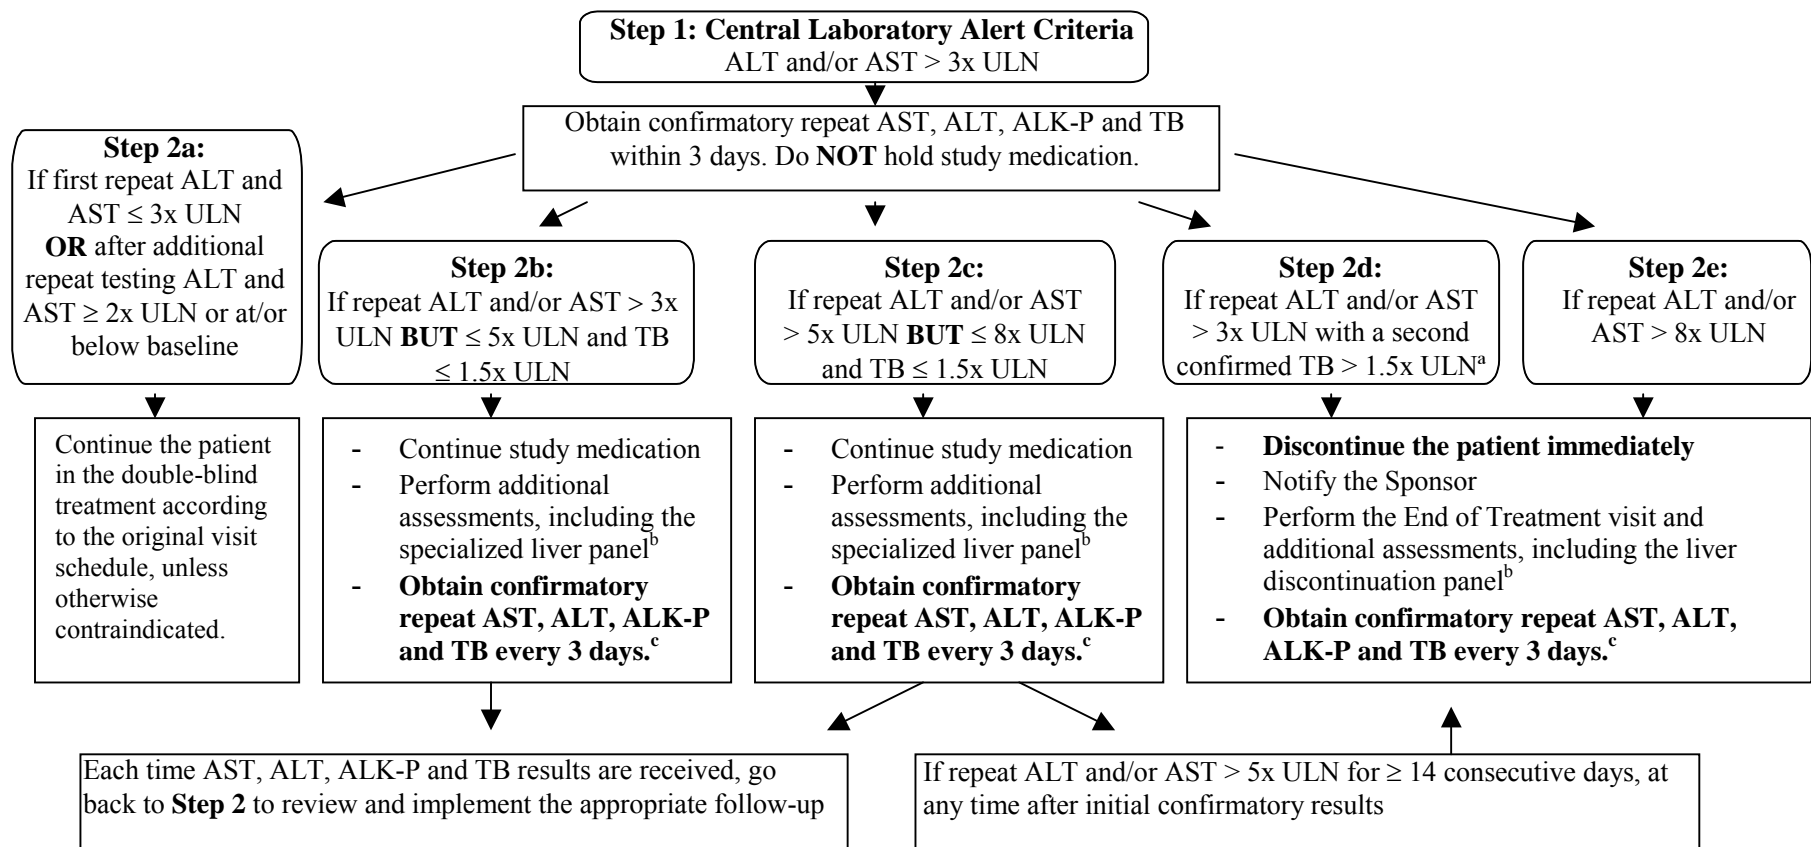 Step 1: Central Laboratory Alert Criteria
ALT and/or AST > 3x ULN
Obtain confirmatory repeat AST, ALT, ALK-P and TB
within 3 days. Do NOT hold study medication.
Step 2a:
If first repeat ALT and
AST ≤ 3x ULN
OR after additional
repeat testing ALT and
AST ≥ 2x ULN or at/or
below baseline
Step 2b:
If repeat ALT and/or AST > 3x
ULN BUT ≤ 5x ULN and TB
≤ 1.5x ULN
Step 2c:
If repeat ALT and/or AST
> 5x ULN BUT ≤ 8x ULN
and TB ≤ 1.5x ULN
Step 2d:
If repeat ALT and/or AST
> 3x ULN with a second
confirmed TB > 1.5x ULNª
Step 2e:
If repeat ALT and/or
AST > 8x ULN
Continue the patient
in the double-blind
treatment according
to the original visit
schedule, unless
otherwise
contraindicated.
- Continue study medication
- Perform additional
assessments, including the
specialized liver panelᵇ
- Obtain confirmatory
repeat AST, ALT, ALK-P
and TB every 3 days.ᶜ
- Continue study medication
- Perform additional
assessments, including the
specialized liver panelᵇ
- Obtain confirmatory
repeat AST, ALT, ALK-P
and TB every 3 days.ᶜ
- Discontinue the patient immediately
- Notify the Sponsor
- Perform the End of Treatment visit and
additional assessments, including the liver
discontinuation panelᵇ
- Obtain confirmatory repeat AST, ALT,
ALK-P and TB every 3 days.ᶜ
Each time AST, ALT, ALK-P and TB results are received, go
back to Step 2 to review and implement the appropriate follow-up
If repeat ALT and/or AST > 5x ULN for ≥ 14 consecutive days, at
any time after initial confirmatory results